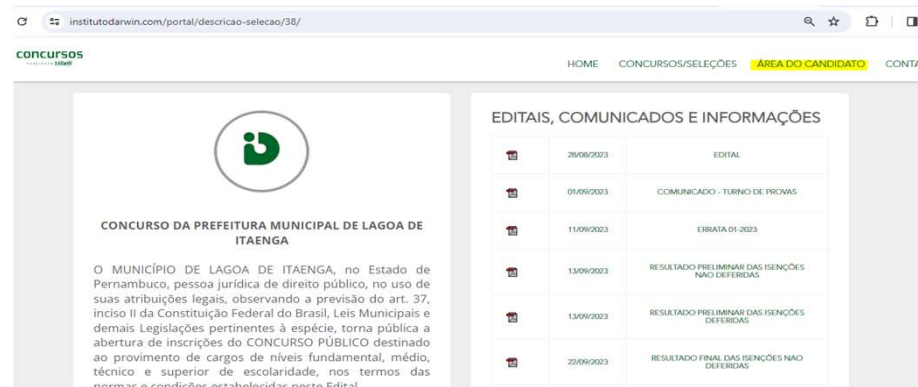 institutodarwin.com/portal/descricao-selecao/38/
concursos
HOME CONCURSOS/SELEÇÕES ÁREA DO CANDIDATO CONTA
EDITAIS, COMUNICADOS E INFORMAÇÕES
28/08/2023 EDITAL
01/09/2023 COMUNICADO - TURNO DE PROVAS
11/09/2023 ERRATA 01-2023
13/09/2023 RESULTADO PRELIMINAR DAS ISENÇÕES
NAO DEFERIDAS
13/09/2023 RESULTADO PRELIMINAR DAS ISENÇÕES
DEFERIDAS
22/09/2023 RESULTADO FINAL DAS ISENÇÕES NAO
DEFERIDAS
CONCURSO DA PREFEITURA MUNICIPAL DE LAGOA DE
ITAENGA
O MUNICÍPIO DE LAGOA DE ITAENGA, no Estado de
Pernambuco, pessoa jurídica de direito público, no uso de
suas atribuições legais, observando a previsão do art. 37,
inciso II da Constituição Federal do Brasil, Leis Municipais e
demais Legislações pertinentes à espécie, torna pública a
abertura de inscrições do CONCURSO PÚBLICO destinado
ao provimento de cargos de níveis fundamental, médio,
técnico e superior de escolaridade, nos termos das
normas e condições estabelecidas neste Edital